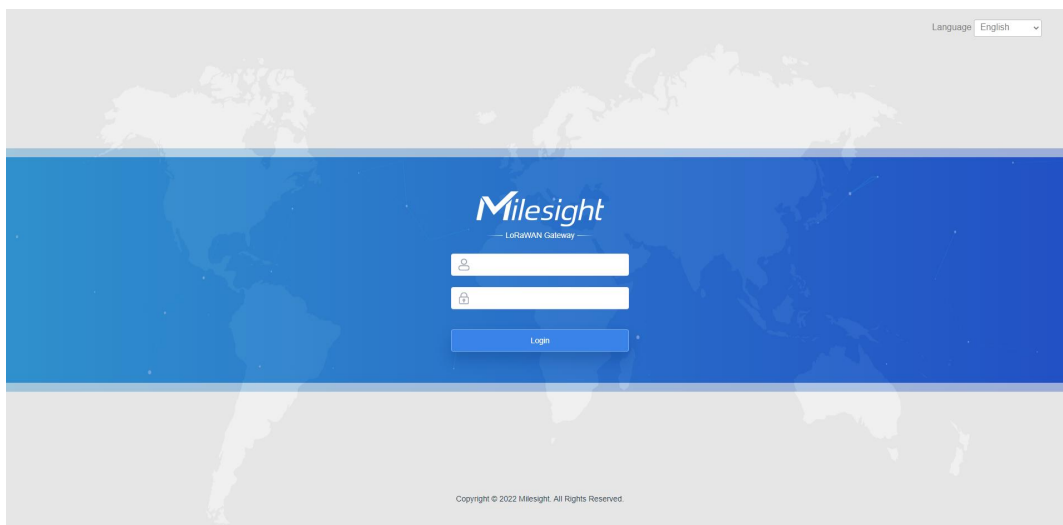 Language English
Milesight
LoRaWAN Gateway
Login
Copyright © 2022 Milesight. All Rights Reserved.